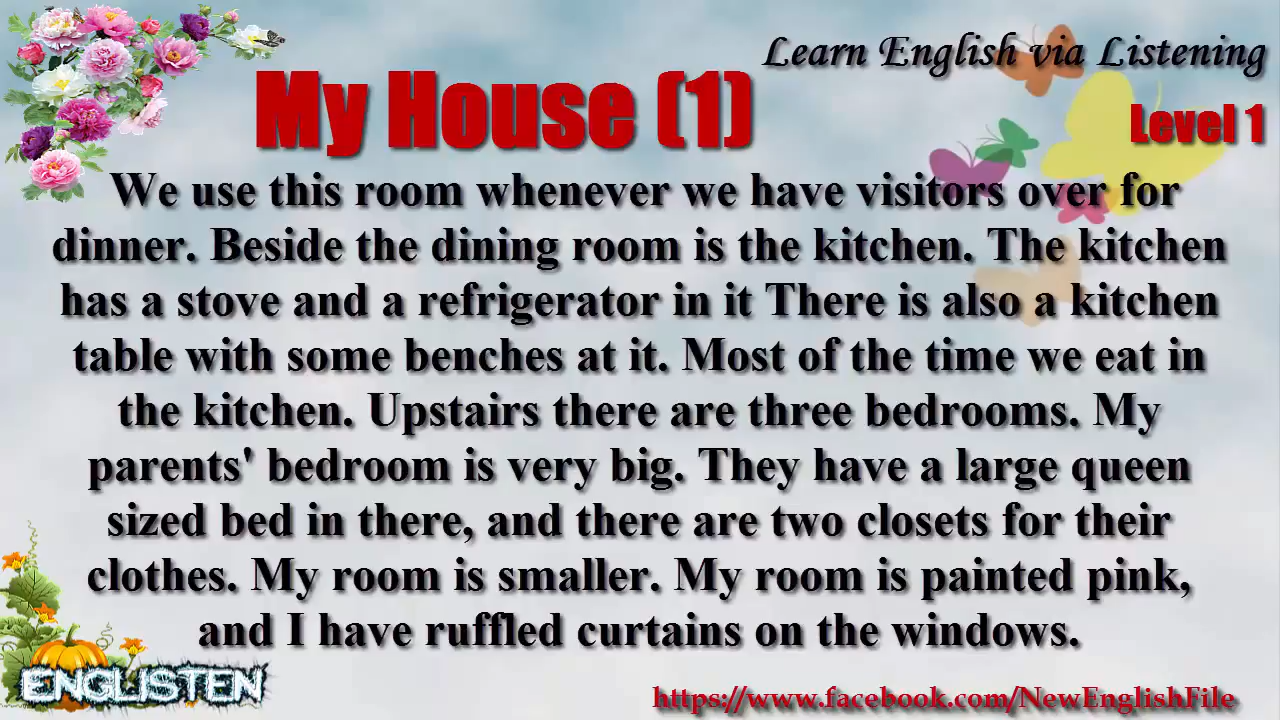 Learn English via Listening
My House (1)
Level 1
We use this room whenever we have visitors over for
dinner. Beside the dining room is the kitchen. The kitchen
has a stove and a refrigerator in it There is also a kitchen
table with some benches at it. Most of the time we eat in
the kitchen. Upstairs there are three bedrooms. My
parents' bedroom is very big. They have a large queen
sized bed in there, and there are two closets for their
clothes. My room is smaller. My room is painted pink,
and I have ruffled curtains on the windows.
ENGLISTEN
https://www.facebook.com/NewEnglishFile